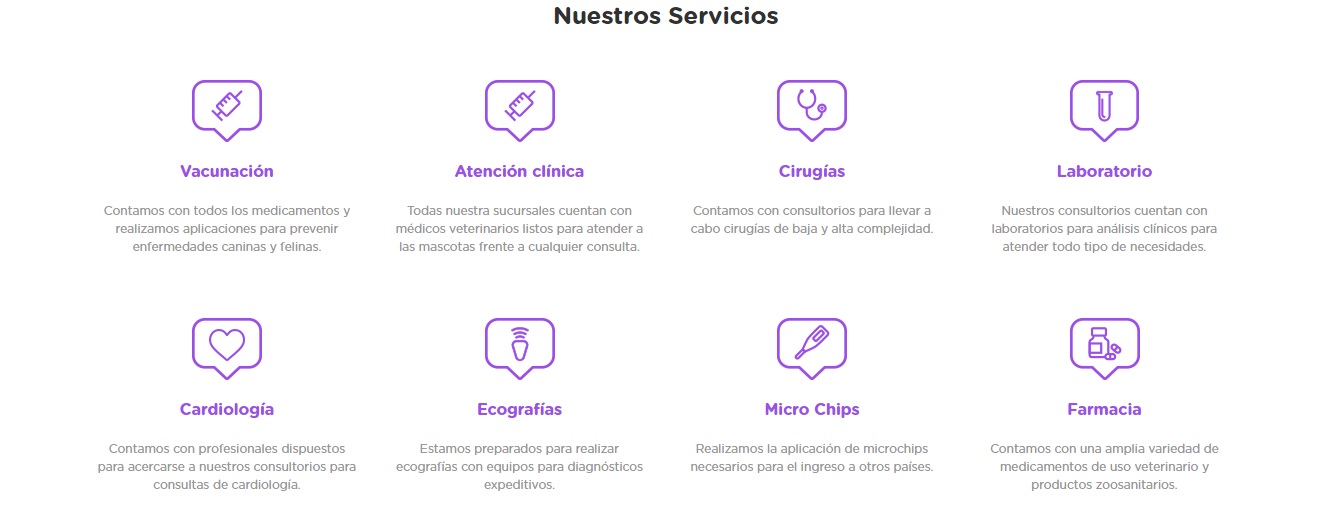 Nuestros Servicios
Vacunación
Contamos con todos los medicamentos y
realizamos aplicaciones para prevenir
enfermedades caninas y felinas.
Atención clínica
Todas nuestra sucursales cuentan con
médicos veterinarios listos para atender a
las mascotas frente a cualquier consulta.
Cirugías
Contamos con consultorios para llevar a
cabo cirugías de baja y alta complejidad.
Laboratorio
Nuestros consultorios cuentan con
laboratorios para análisis clínicos para
atender todo tipo de necesidades.
Cardiología
Contamos con profesionales dispuestos
para acercarse a nuestros consultorios para
consultas de cardiología.
Ecografías
Estamos preparados para realizar
ecografías con equipos para diagnósticos
expeditivos.
Micro Chips
Realizamos la aplicación de microchips
necesarios para el ingreso a otros países.
Farmacia
Contamos con una amplia variedad de
medicamentos de uso veterinario y
productos zoosanitarios.